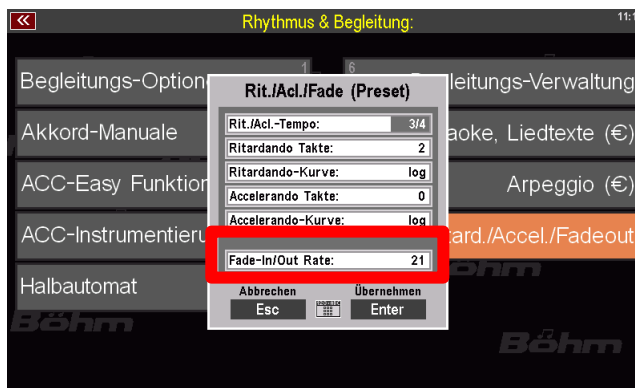 Rhythmus & Begleitung:
11:1
1
6
Begleitungs-Option
leitungs-Verwaltung
Akkord-Manuale
aoke, Liedtexte (€)
ACC-Easy Funktion
Arpeggio (€)
ACC-Instrumentieru
tard./Accel./Fadeout
Halbautomat
Rit./Acl./Fade (Preset)
Rit./Acl.-Tempo: 3/4
Ritardando Takte: 2
Ritardando-Kurve: log
Accelerando Takte: 0
Accelerando-Kurve: log
Fade-In/Out Rate: 21
Abbrechen Übernehmen
Esc Enter
Böhm
Böhm